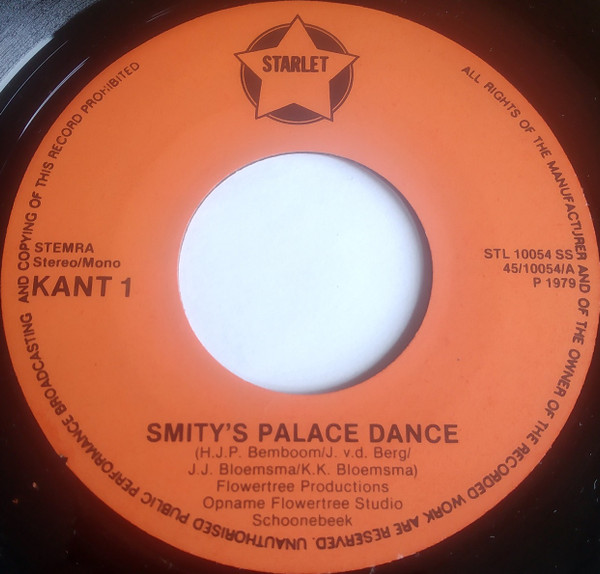 STARLET
UNAUTHORISED PUBLIC PERFORMANCE BROADCASTING AND COPYING OF THIS RECORD PROHIBITED
ALL RIGHTS OF THE MANUFACTURER AND OF THE OWNER OF THE RECORDED WORK ARE RESERVED.
STEMRA
Stereo/Mono
KANT 1
STL 10054 SS
45/10054/A
P 1979
SMITY'S PALACE DANCE
(H.J.P. Bemboom/J. v.d. Berg/
J.J. Bloemsma/K.K. Bloemsma)
Flowertree Productions
Opname Flowertree Studio
Schoonebeek